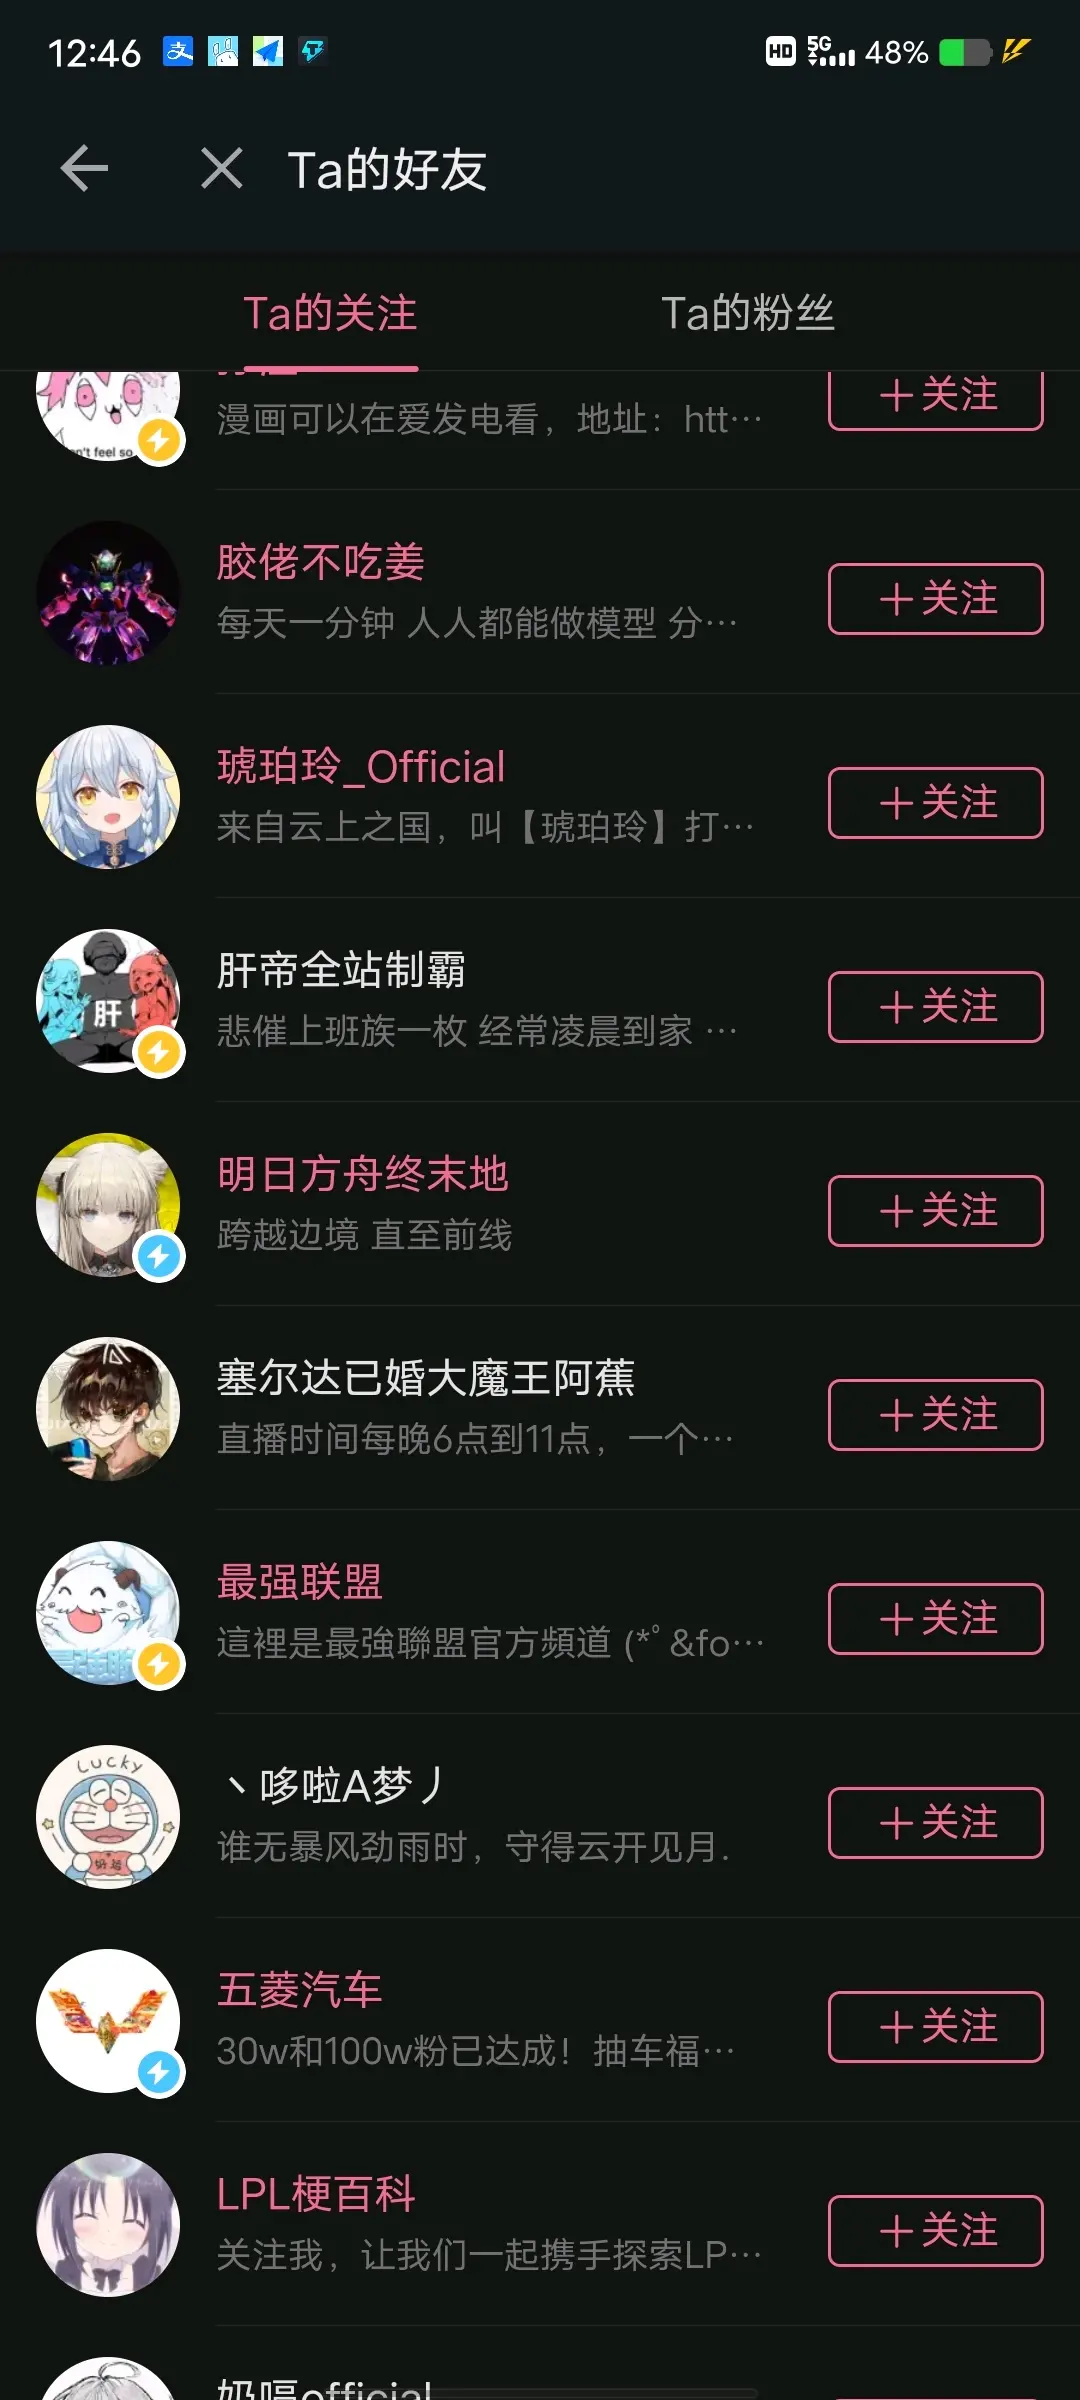 12:46
HD 5G 48%
Ta的好友
Ta的关注 Ta的粉丝
漫画可以在爱发电看，地址：htt…
＋关注
胶佬不吃姜
每天一分钟 人人都能做模型 分…
＋关注
琥珀玲_Official
来自云上之国，叫【琥珀玲】打…
＋关注
肝
肝帝全站制霸
悲催上班族一枚 经常凌晨到家 …
＋关注
明日方舟终末地
跨越边境 直至前线
＋关注
塞尔达已婚大魔王阿蕉
直播时间每晚6点到11点，一个…
＋关注
最强联盟
這裡是最強聯盟官方頻道 (*ﾟ&fo…
＋关注
Lucky
丶哆啦A梦丿
谁无暴风劲雨时，守得云开见月.
＋关注
五菱汽车
30w和100w粉已达成！抽车福…
＋关注
LPL梗百科
关注我，让我们一起携手探索LP…
＋关注